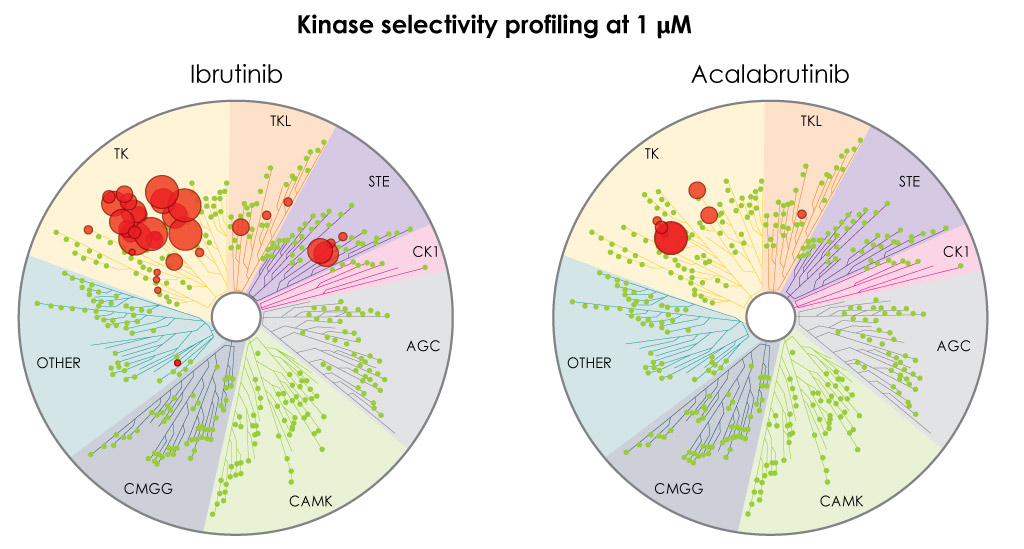 Kinase selectivity profiling at 1 µM
Ibrutinib
Acalabrutinib
TK
TKL
STE
CK1
AGC
CAMK
CMGG
OTHER
TK
TKL
STE
CK1
AGC
CAMK
CMGG
OTHER